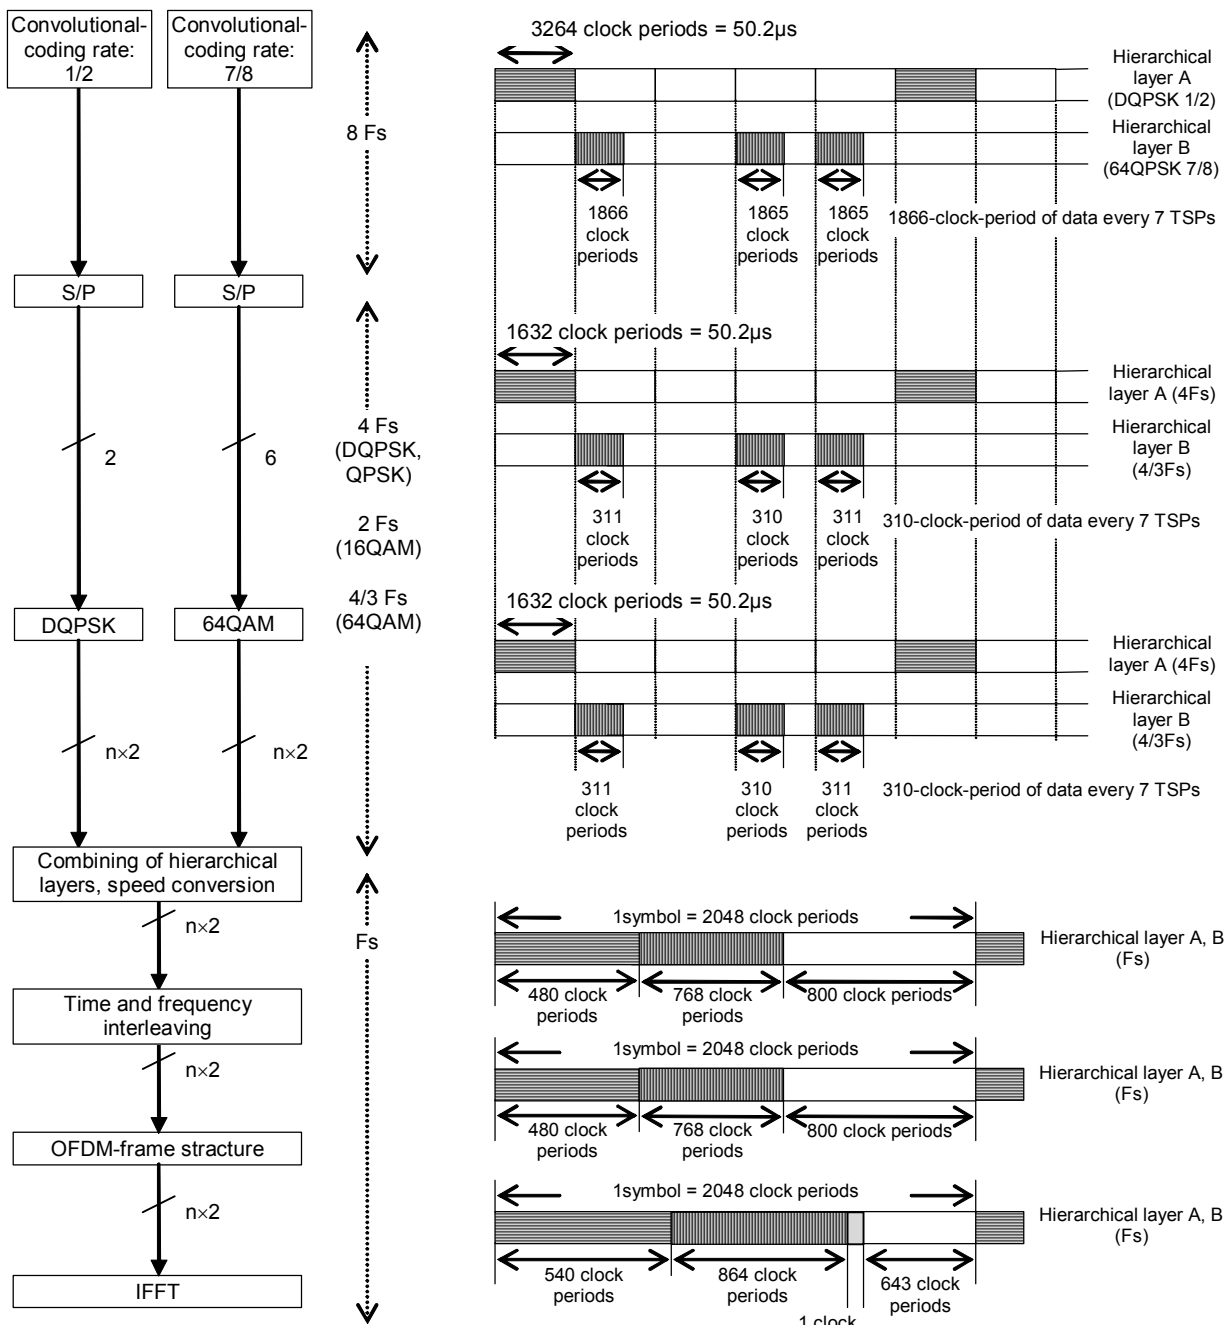 Convolutional-
coding rate:
1/2
Convolutional-
coding rate:
7/8
8 Fs
3264 clock periods = 50.2µs
Hierarchical
layer A
(DQPSK 1/2)
Hierarchical
layer B
(64QPSK 7/8)
1866
clock
periods
1865
clock
periods
1865
clock
periods
1866-clock-period of data every 7 TSPs
S/P
S/P
2
6
4 Fs
(DQPSK,
QPSK)
2 Fs
(16QAM)
4/3 Fs
(64QAM)
1632 clock periods = 50.2µs
Hierarchical
layer A (4Fs)
Hierarchical
layer B
(4/3Fs)
311
clock
periods
310
clock
periods
311
clock
periods
310-clock-period of data every 7 TSPs
DQPSK
64QAM
n×2
n×2
1632 clock periods = 50.2µs
Hierarchical
layer A (4Fs)
Hierarchical
layer B
(4/3Fs)
311
clock
periods
310
clock
periods
311
clock
periods
310-clock-period of data every 7 TSPs
Combining of hierarchical
layers, speed conversion
n×2
Fs
1symbol = 2048 clock periods
Hierarchical layer A, B
(Fs)
480 clock
periods
768 clock
periods
800 clock periods
Time and frequency
interleaving
n×2
1symbol = 2048 clock periods
Hierarchical layer A, B
(Fs)
480 clock
periods
768 clock
periods
800 clock periods
OFDM-frame stracture
n×2
1symbol = 2048 clock periods
Hierarchical layer A, B
(Fs)
540 clock
periods
864 clock
periods
643 clock
periods
1 clock
IFFT